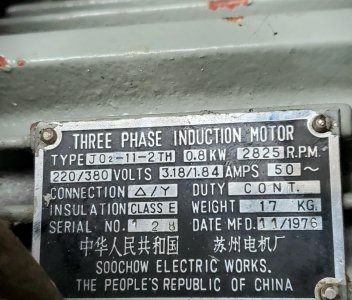 THREE PHASE INDUCTION MOTOR
TYPE JO2-11-2TH 0.8 KW 2825 R.P.M.
220/380 VOLTS 3.18/1.84 AMPS 50 ~
CONNECTION △/Y DUTY CONT.
INSULATION CLASS E WEIGHT 17 KG.
SERIAL NO. 128 DATE MFD. 11/1976
中华人民共和国 苏州电机厂
SOOCHOW ELECTRIC WORKS.
THE PEOPLE'S REPUBLIC OF CHINA